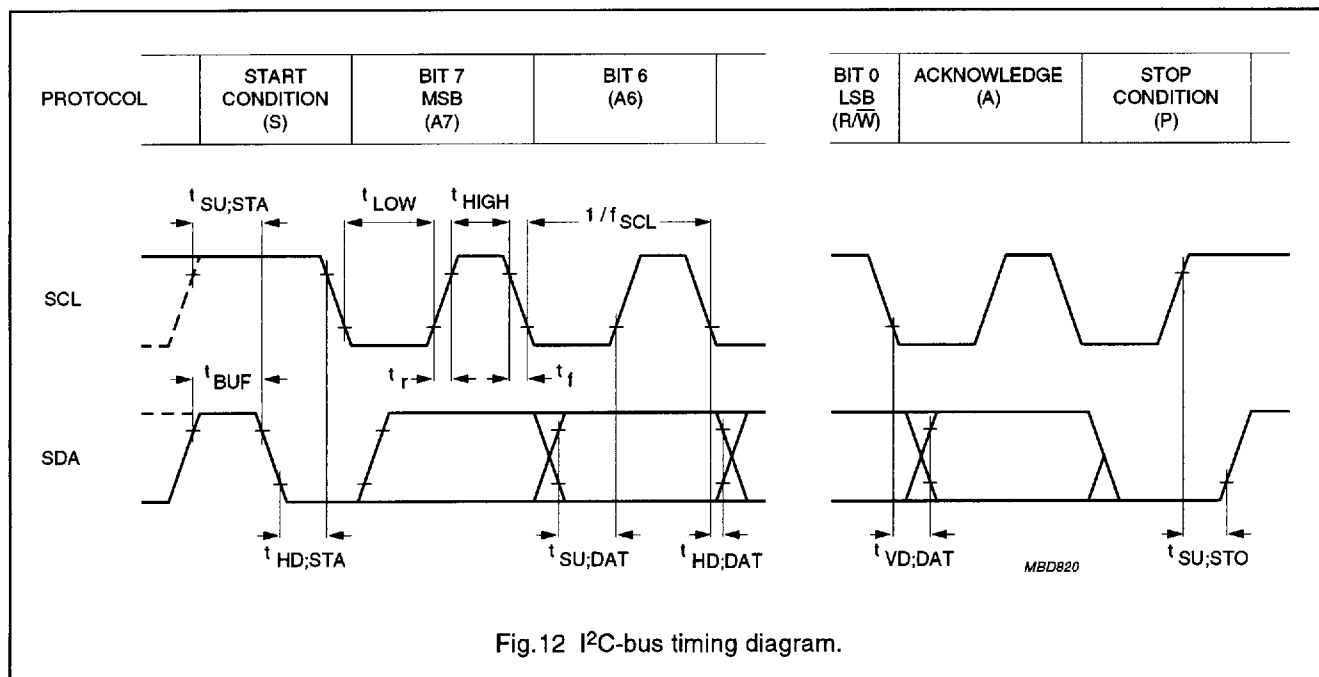 PROTOCOL
START
CONDITION
(S)
BIT 7
MSB
(A7)
BIT 6
(A6)
BIT 0
LSB
(R/W̅)
ACKNOWLEDGE
(A)
STOP
CONDITION
(P)
t SU;STA
t LOW
t HIGH
1 / f SCL
SCL
t BUF
t r
t f
SDA
t HD;STA
t SU;DAT
t HD;DAT
t VD;DAT
MBD820
t SU;STO
Fig.12 I²C-bus timing diagram.